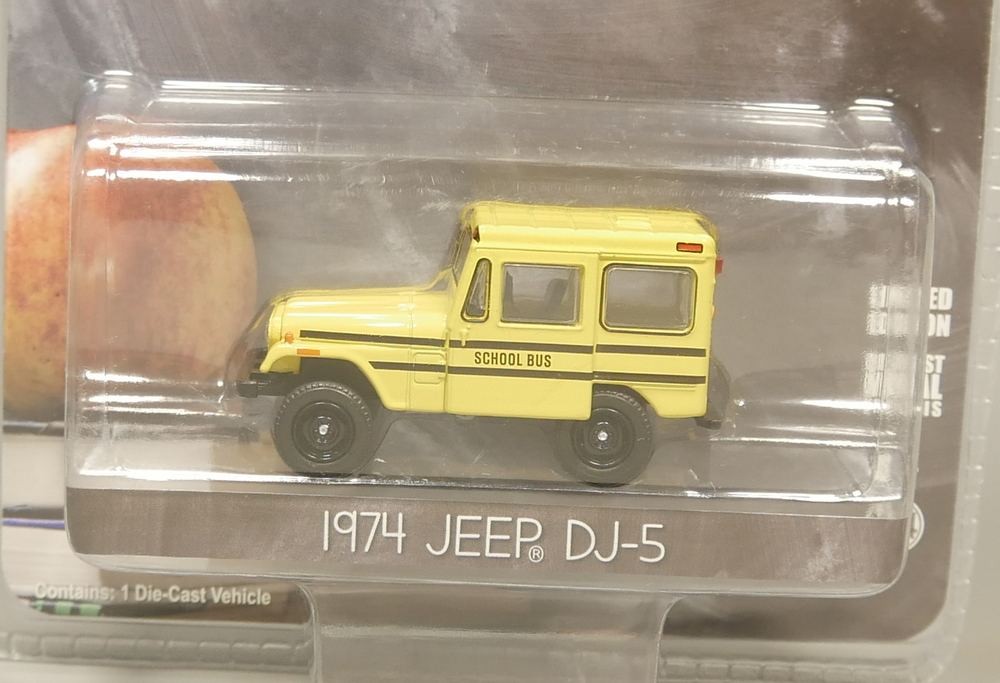 SCHOOL BUS
1974 JEEP® DJ-5
Contains: 1 Die-Cast Vehicle